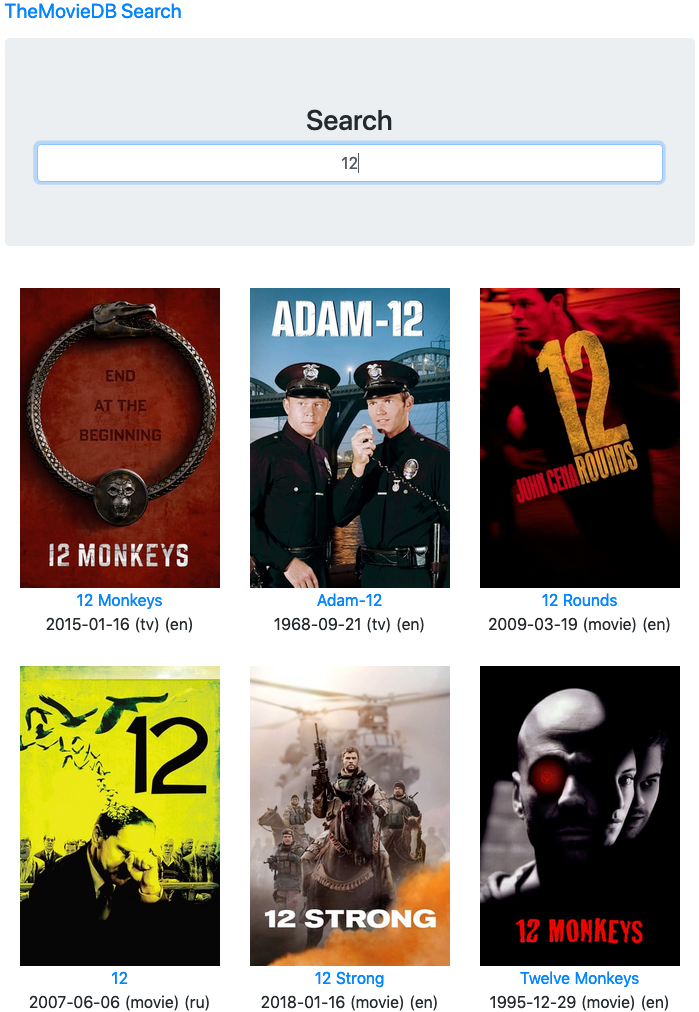 TheMovieDB Search
Search
12
END
AT THE
BEGINNING
12 MONKEYS
ADAM-12
12
JOHN CENA ROUNDS
12 Monkeys
2015-01-16 (tv) (en)
Adam-12
1968-09-21 (tv) (en)
12 Rounds
2009-03-19 (movie) (en)
12
12 STRONG
12 MONKEYS
12
2007-06-06 (movie) (ru)
12 Strong
2018-01-16 (movie) (en)
Twelve Monkeys
1995-12-29 (movie) (en)